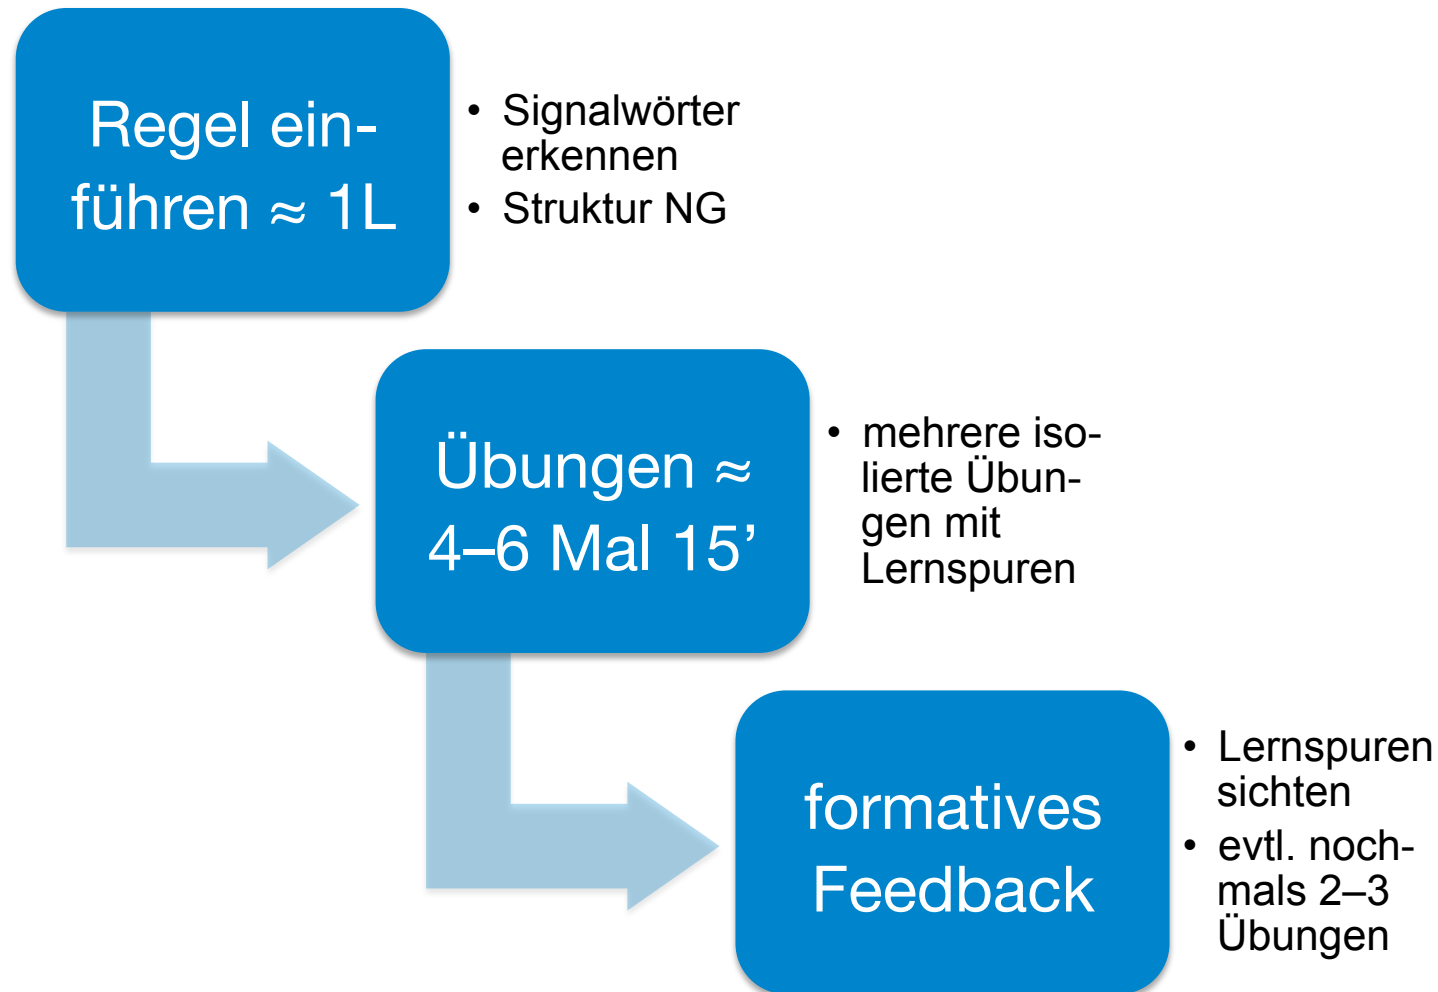 Regel ein-
führen ≈ 1L
• Signalwörter
erkennen
• Struktur NG
Übungen ≈
4–6 Mal 15’
• mehrere iso-
lierte Übun-
gen mit
Lernspuren
formatives
Feedback
• Lernspuren
sichten
• evtl. noch-
mals 2–3
Übungen